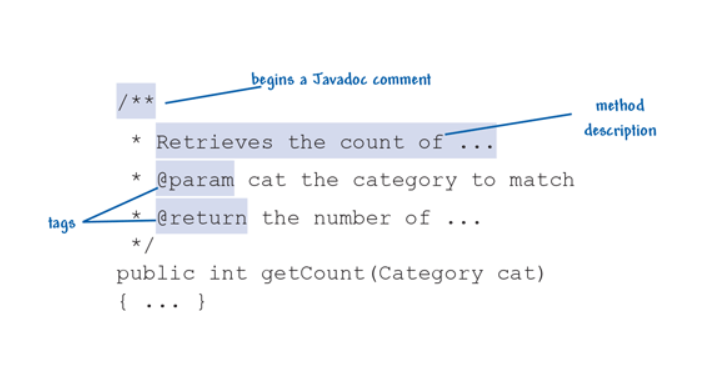 begins a Javadoc comment
/**
method
description
* Retrieves the count of ...
* @param cat the category to match
tags
* @return the number of ...
*/
public int getCount(Category cat)
{ ... }